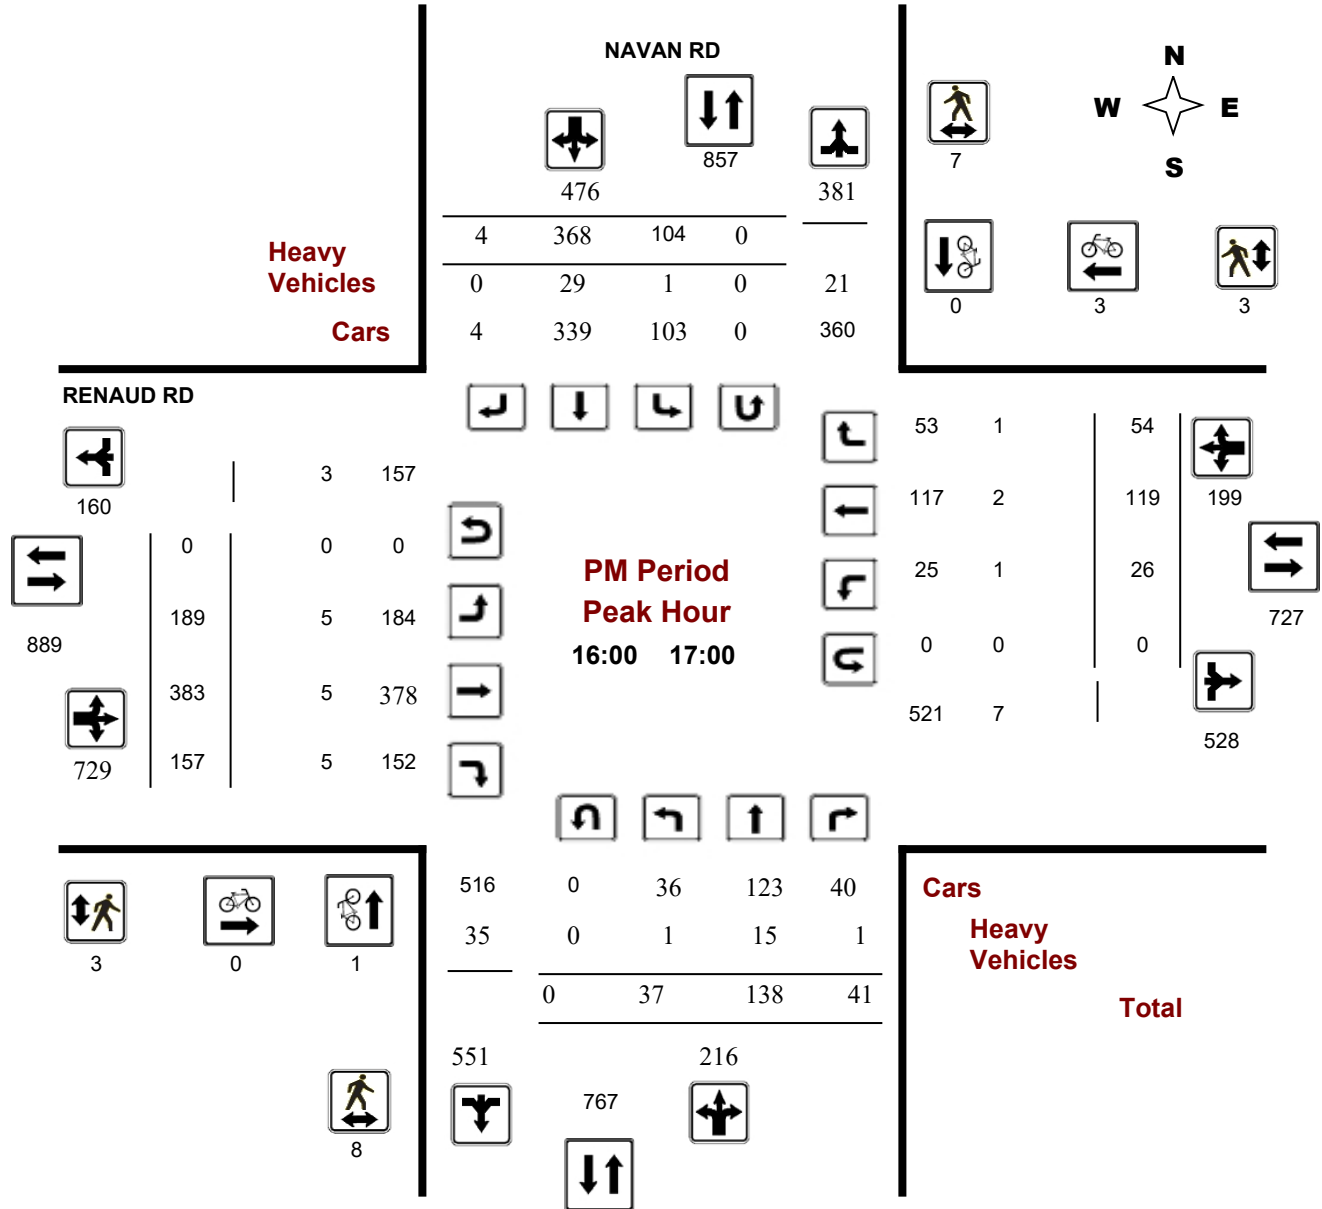 NAVAN RD
N
W E
S
857
7
476 381
4 368 104 0
Heavy
Vehicles 0 29 1 0 21
0 3 3
Cars 4 339 103 0 360
RENAUD RD
53 1 54
3 157
160
117 2 119 199
0 0 0
PM Period
25 1 26
Peak Hour
189 5 184
727
889
16:00 17:00
0 0 0
383 5 378
521 7
528
729 157 5 152
516 0 36 123 40
Cars
35 0 1 15 1
Heavy
Vehicles
3 0 1
0 37 138 41
Total
551 216
767
8